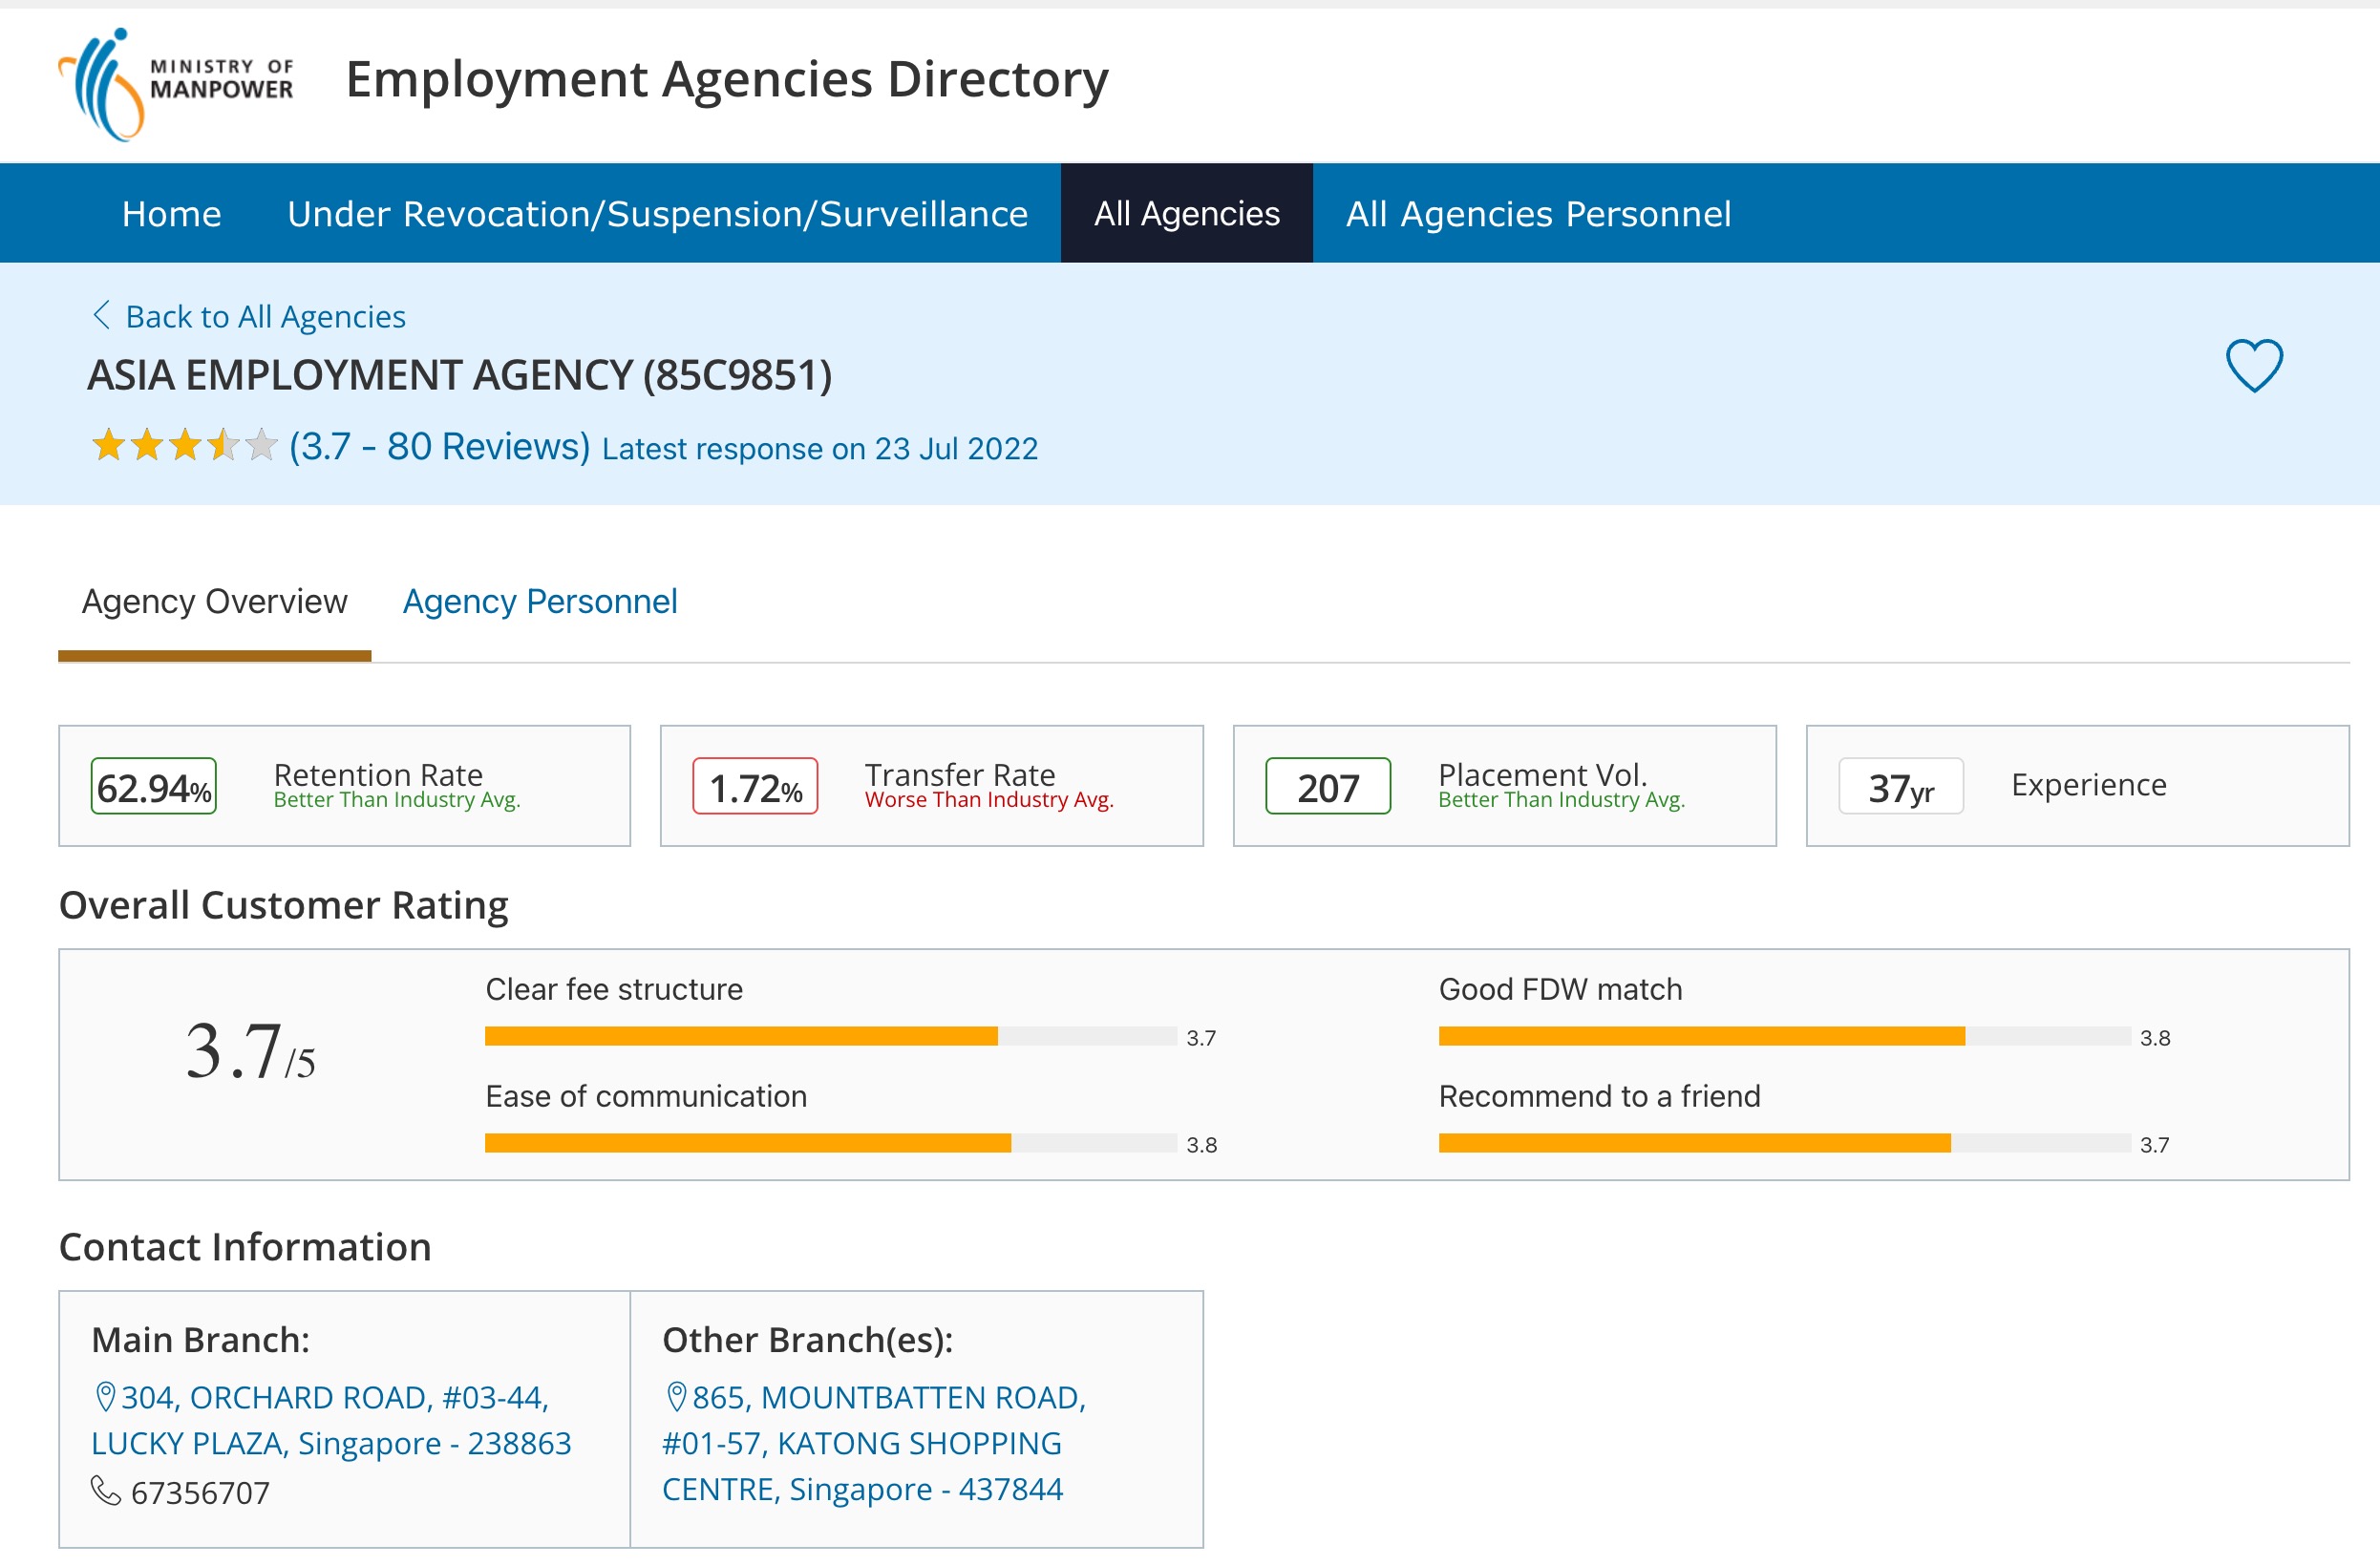 MINISTRY OF
MANPOWER
Employment Agencies Directory
Home
Under Revocation/Suspension/Surveillance
All Agencies
All Agencies Personnel
Back to All Agencies
ASIA EMPLOYMENT AGENCY (85C9851)
(3.7 - 80 Reviews) Latest response on 23 Jul 2022
Agency Overview
Agency Personnel
62.94%
Retention Rate
Better Than Industry Avg.
1.72%
Transfer Rate
Worse Than Industry Avg.
207
Placement Vol.
Better Than Industry Avg.
37yr
Experience
Overall Customer Rating
3.7/5
Clear fee structure
3.7
Good FDW match
3.8
Ease of communication
3.8
Recommend to a friend
3.7
Contact Information
Main Branch:
304, ORCHARD ROAD, #03-44,
LUCKY PLAZA, Singapore - 238863
67356707
Other Branch(es):
865, MOUNTBATTEN ROAD,
#01-57, KATONG SHOPPING
CENTRE, Singapore - 437844